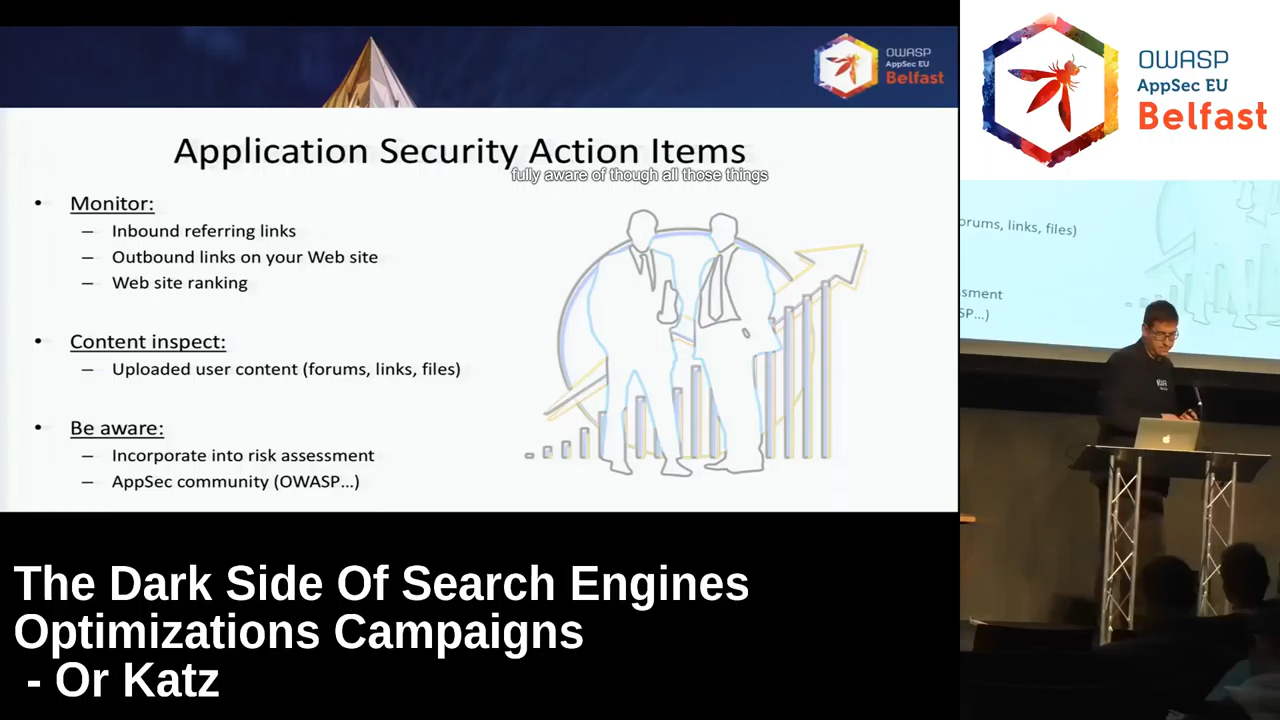 OWASP
AppSec EU
Belfast
Application Security Action Items
fully aware of though all those things
• Monitor:
– Inbound referring links
– Outbound links on your Web site
– Web site ranking
• Content inspect:
– Uploaded user content (forums, links, files)
• Be aware:
– Incorporate into risk assessment
– AppSec community (OWASP...)
The Dark Side Of Search Engines
Optimizations Campaigns
- Or Katz
OWASP
AppSec EU
Belfast
orums, links, files)
sment
SP...)